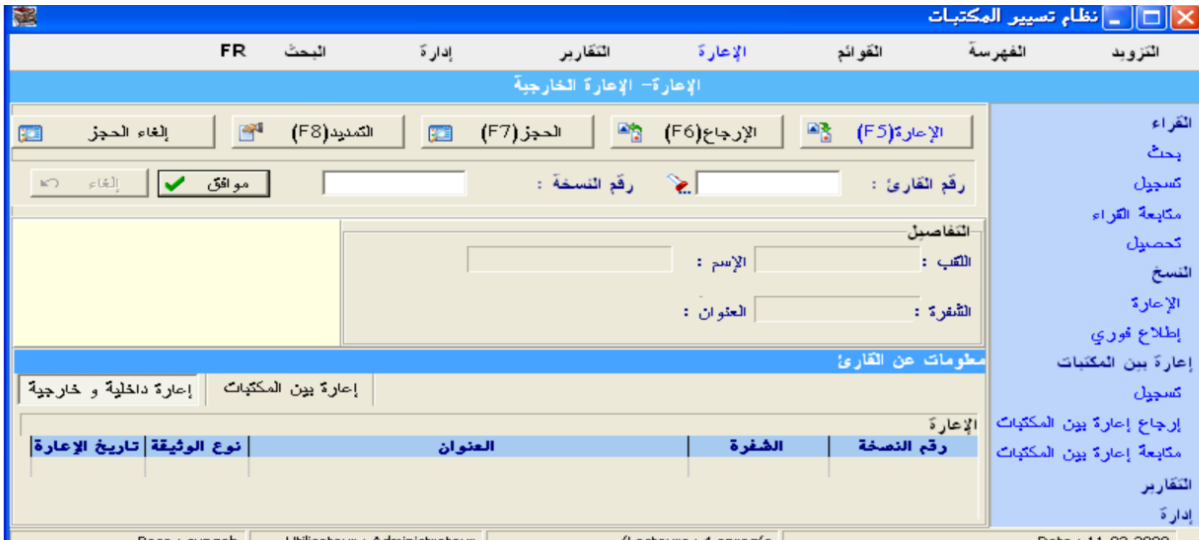 نظام تسيير المكتبات
التزويد الفهرسة القوائم الإعارة التقارير إدارة البحث FR
الإعارة – الإعارة الخارجية
الإعارة(F5) الإرجاع(F6) الحجز(F7) التمديد(F8) إلغاء الحجز
رقم القارئ : رقم النسخة : موافق إلغاء
التفاصيل
اللقب : الإسم :
الشفرة : العنوان :
معلومات عن القارئ
إعارة بين المكتبات إعارة داخلية و خارجية
الإعارة
رقم النسخة الشفرة العنوان نوع الوثيقة تاريخ الإعارة
القراء
بحث
تسجيل
متابعة القراء
تحصيل
النسخ
الإعارة
إطلاع فوري
إعارة بين المكتبات
تسجيل
إرجاع إعارة بين المكتبات
متابعة إعارة بين المكتبات
التقارير
إدارة
Utilisateur : Administrateur